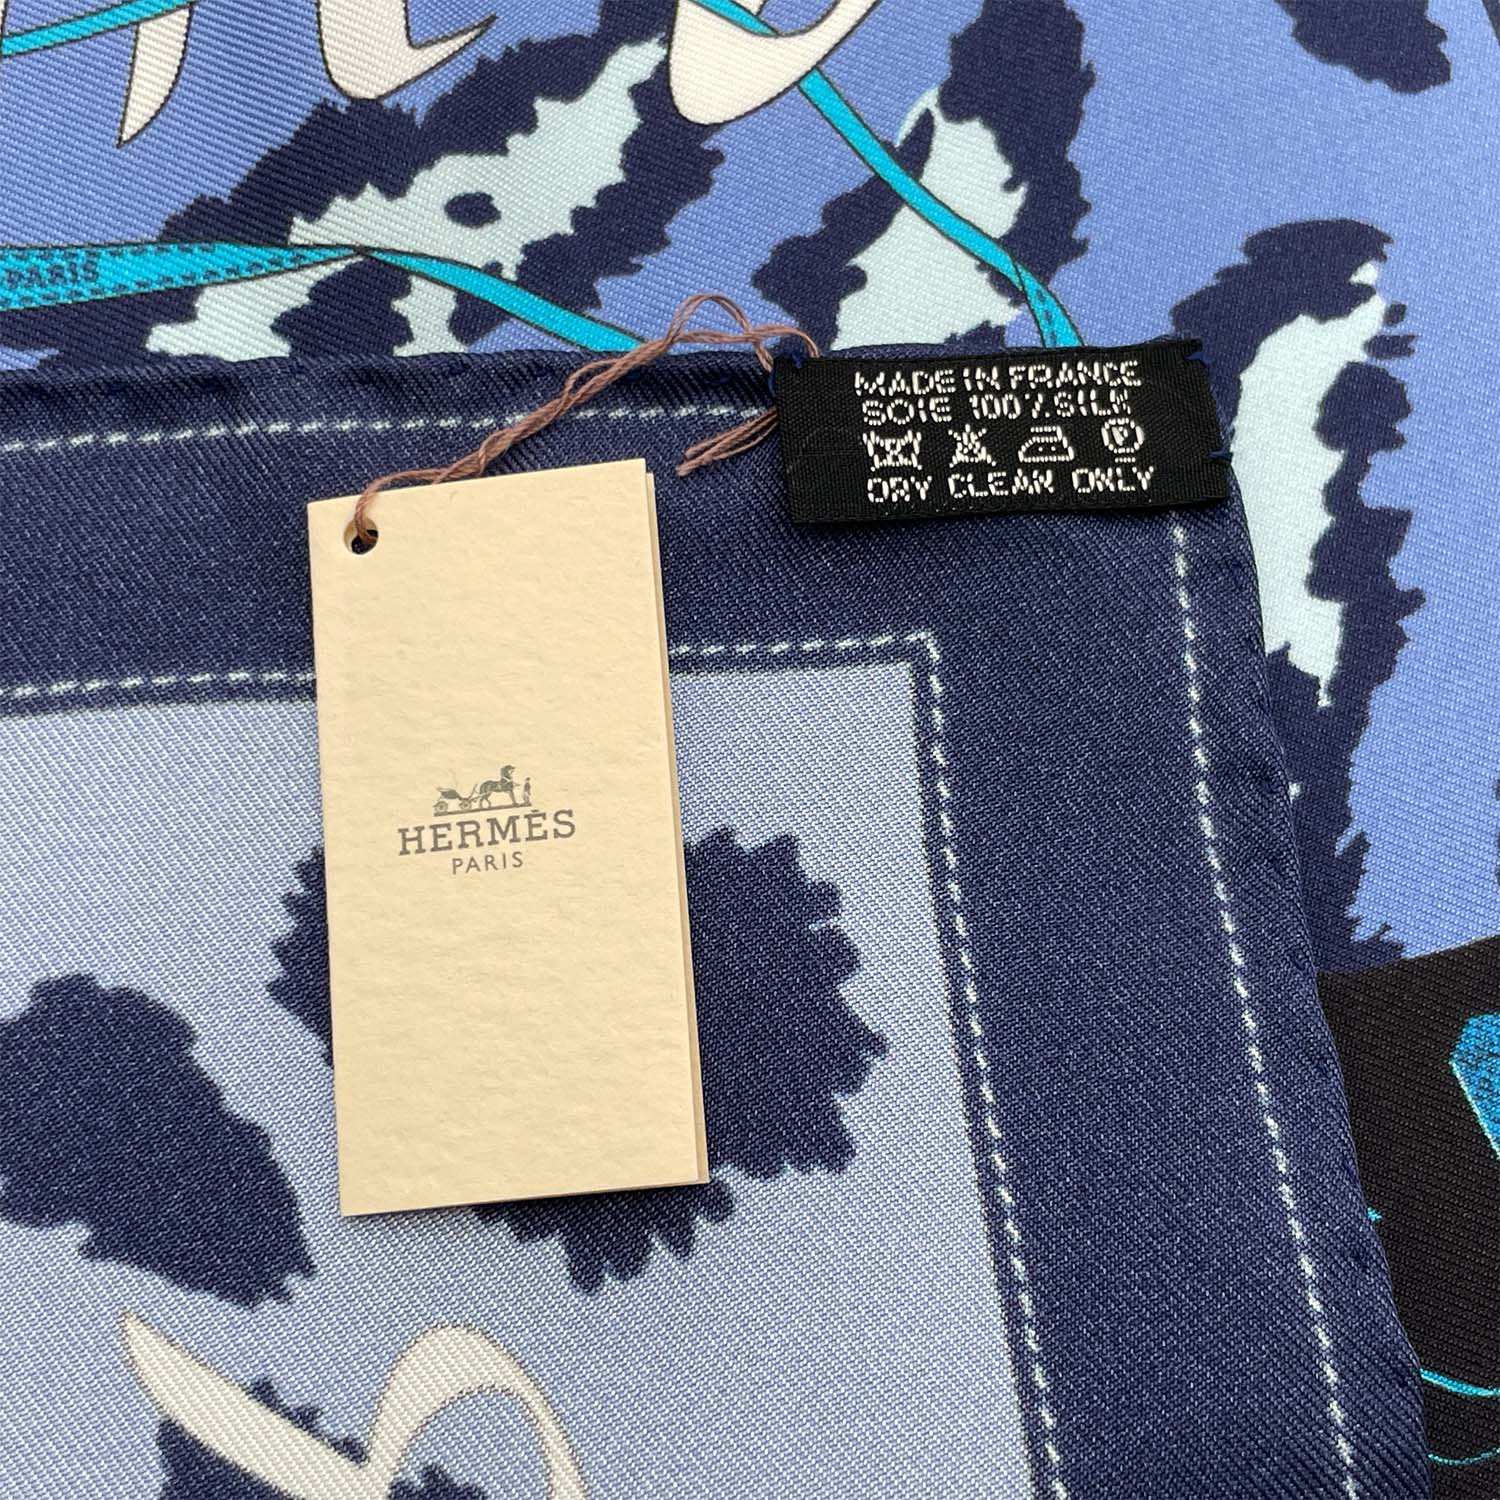 PARIS
MADE IN FRANCE
SOIE 100% SILK
P
DRY CLEAN ONLY
HERMÈS
PARIS